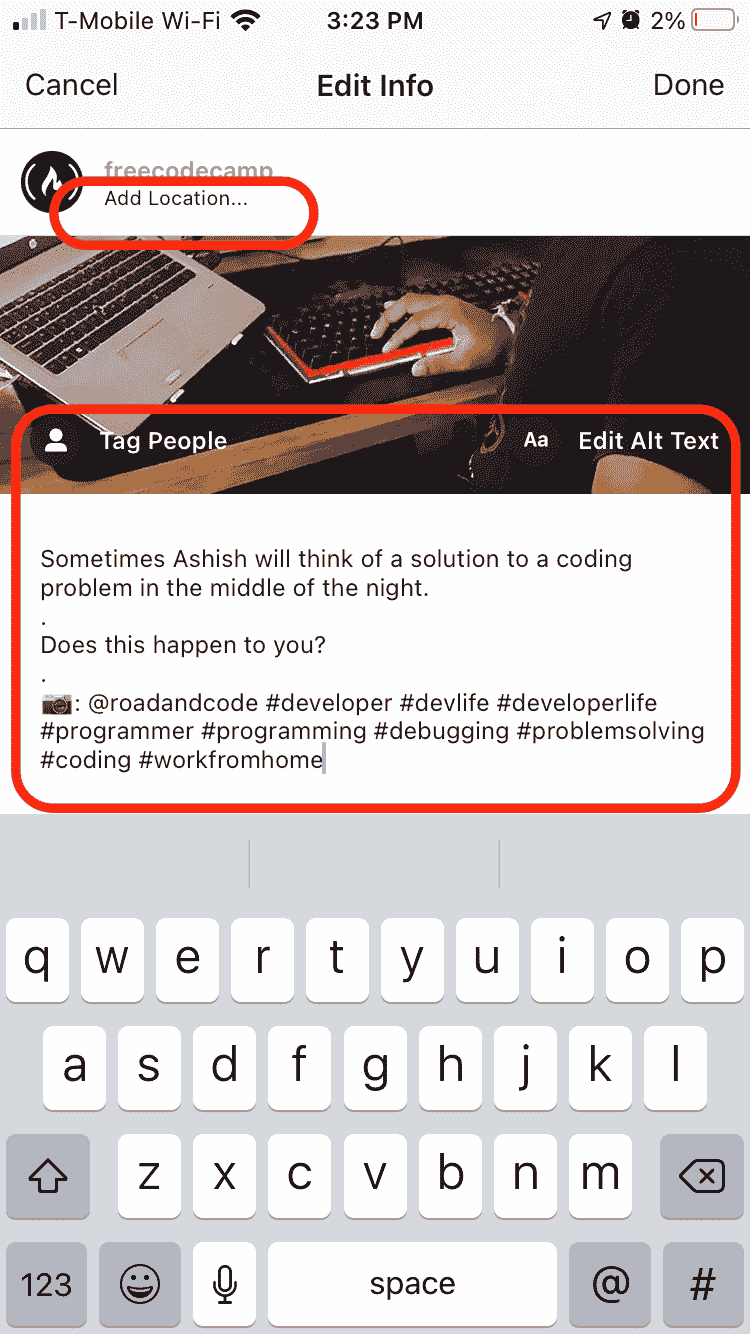 T-Mobile Wi-Fi 3:23 PM 2%
Cancel Edit Info Done
freecodecamp
Add Location...
Tag People Aa Edit Alt Text
Sometimes Ashish will think of a solution to a coding
problem in the middle of the night.
.
Does this happen to you?
.
📷: @roadandcode #developer #devlife #developerlife
#programmer #programming #debugging #problemsolving
#coding #workfromhome
q w e r t y u i o p
a s d f g h j k l
z x c v b n m
123 space @ #